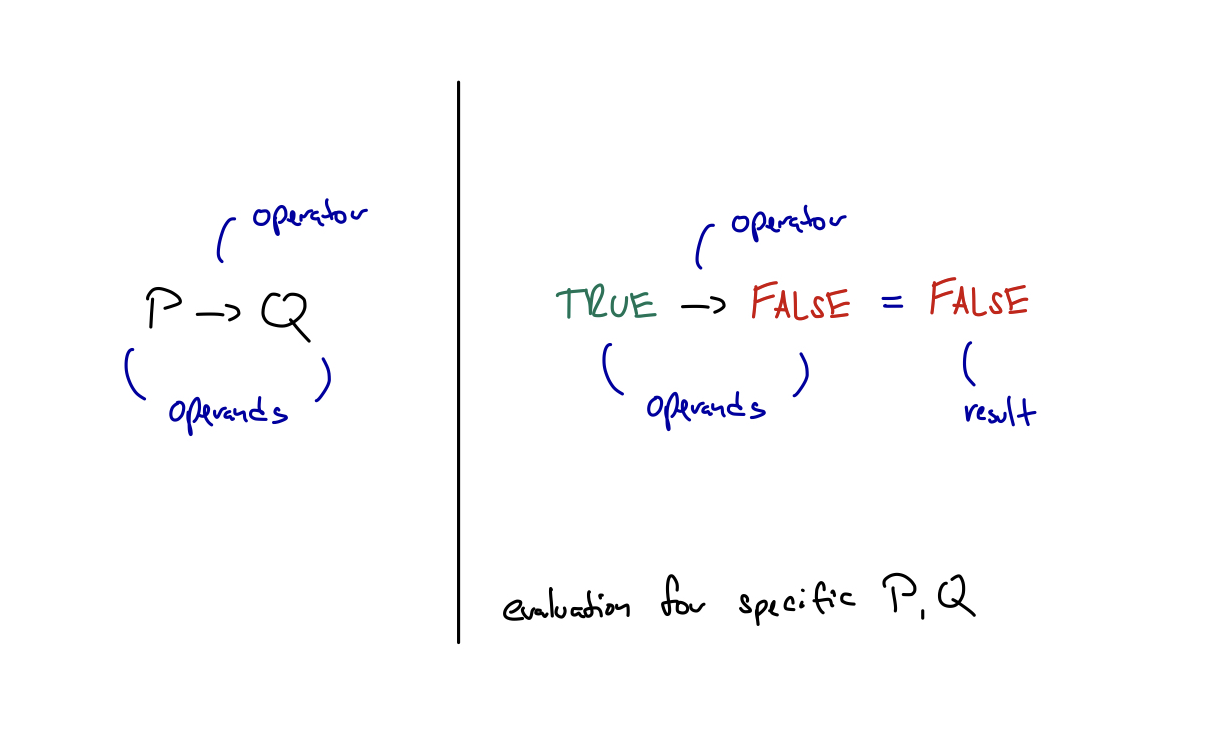 operator
P → Q
operands
operator
TRUE → FALSE = FALSE
operands
result
evaluation for specific P, Q